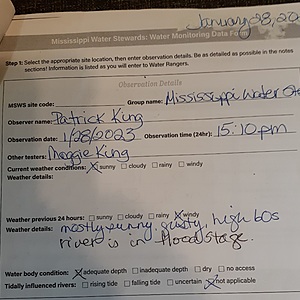 January 28, 20
Mississippi Water Stewards: Water Monitoring Data Form
Step 1: Select the appropriate site location, then enter observation details. Be as detailed as possible in the notes
sections! Information is listed as you will enter to Water Rangers.
Observation Details
MSWS site code: Group name: Mississippi Water Ste
Observer name: Patrick King
Observation date: 1/28/2023 Observation time (24hr): 15:10 pm
Other testers: Maggie King
Current weather conditions: sunny cloudy rainy windy
Weather details:
Weather previous 24 hours: sunny cloudy rainy windy
Weather details: mostly sunny, gusty, high 60s
river is in flood stage.
Water body condition: adequate depth inadequate depth dry no access
Tidally influenced rivers: rising tide falling tide uncertain not applicable